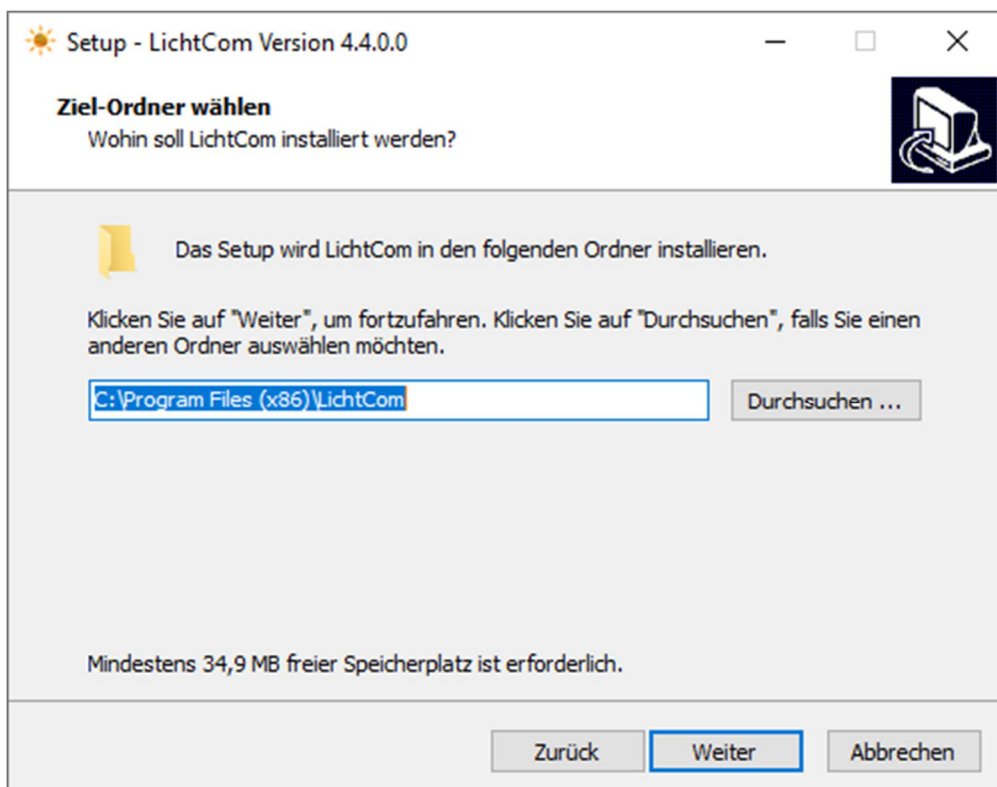 Setup - LichtCom Version 4.4.0.0
Ziel-Ordner wählen
Wohin soll LichtCom installiert werden?
Das Setup wird LichtCom in den folgenden Ordner installieren.
Klicken Sie auf "Weiter", um fortzufahren. Klicken Sie auf "Durchsuchen", falls Sie einen
anderen Ordner auswählen möchten.
C:\Program Files (x86)\LichtCom
Durchsuchen ...
Mindestens 34,9 MB freier Speicherplatz ist erforderlich.
Zurück
Weiter
Abbrechen